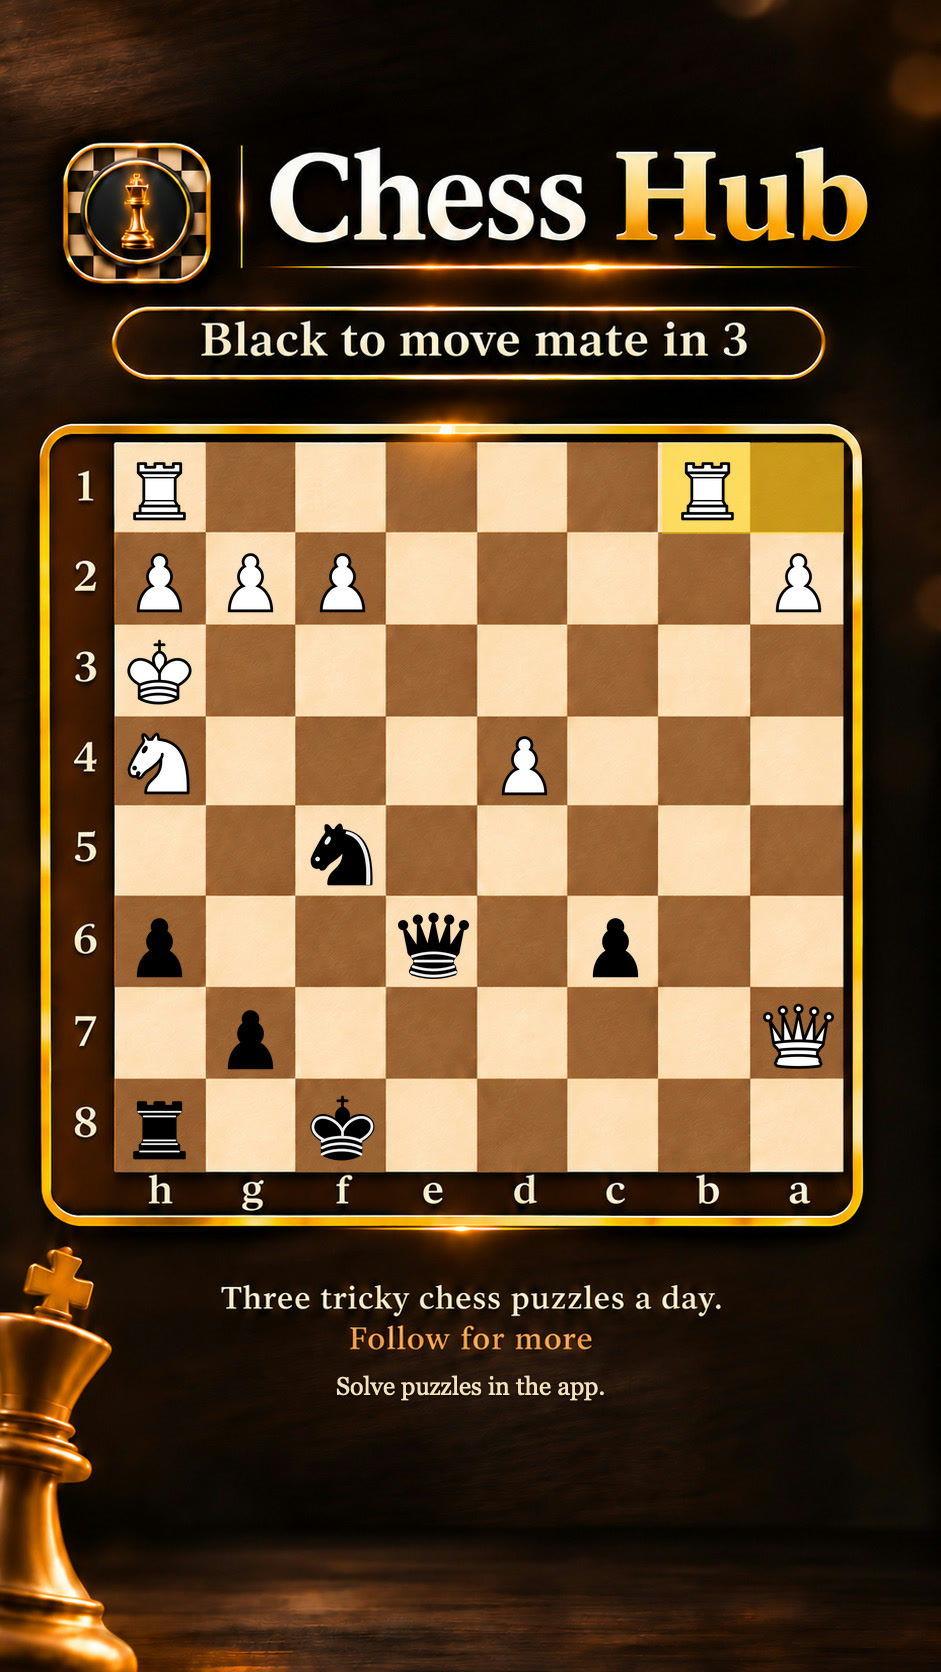 Chess Hub
Black to move mate in 3
1
2
3
4
5
6
7
8
h g f e d c b a
Three tricky chess puzzles a day.
Follow for more
Solve puzzles in the app.